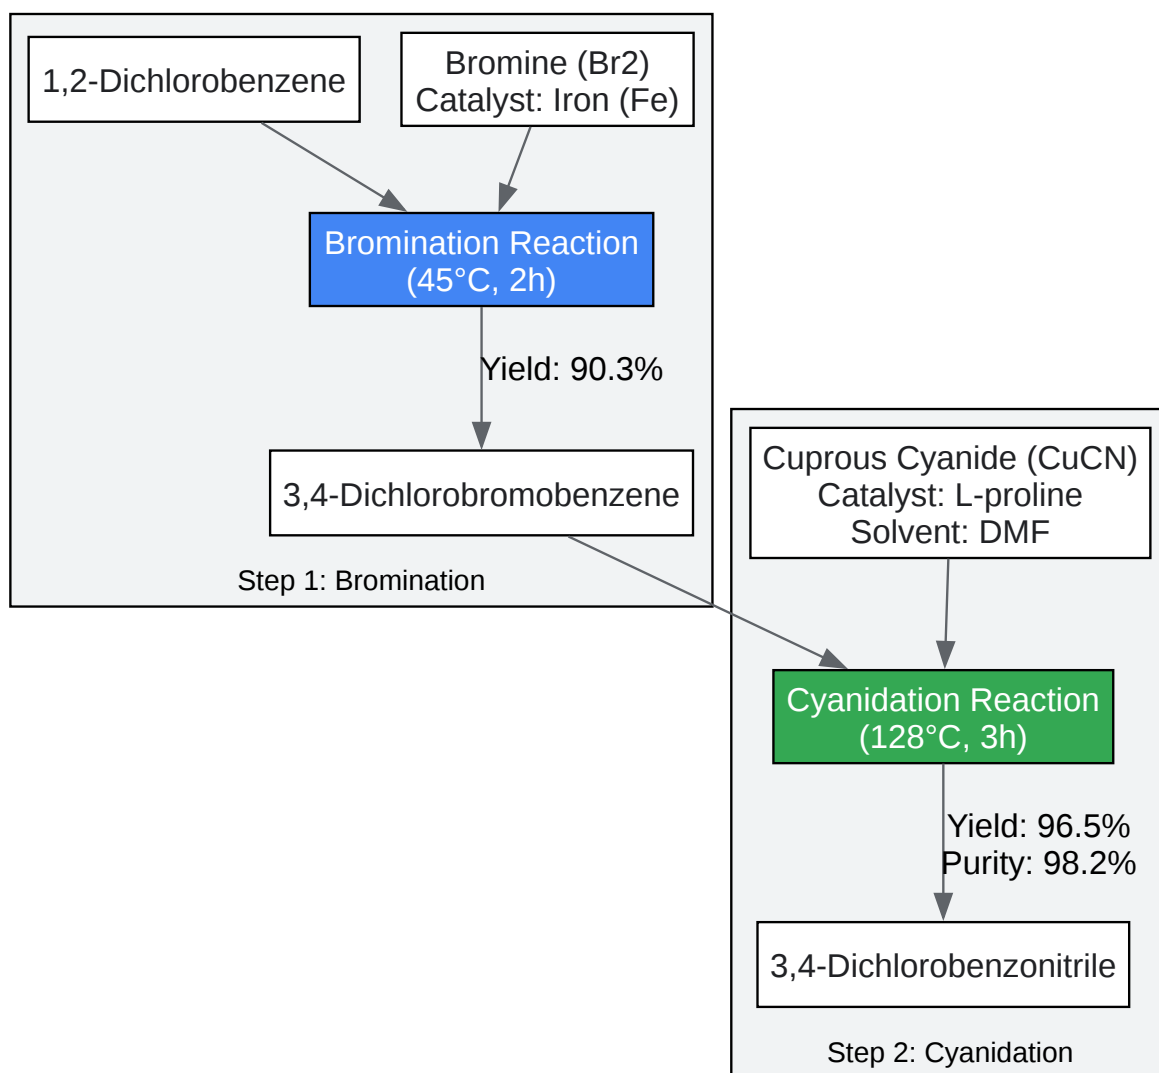 1,2-Dichlorobenzene
Bromine (Br2)
Catalyst: Iron (Fe)
Bromination Reaction
(45°C, 2h)
Yield: 90.3%
3,4-Dichlorobromobenzene
Step 1: Bromination
Cuprous Cyanide (CuCN)
Catalyst: L-proline
Solvent: DMF
Cyanidation Reaction
(128°C, 3h)
Yield: 96.5%
Purity: 98.2%
3,4-Dichlorobenzonitrile
Step 2: Cyanidation